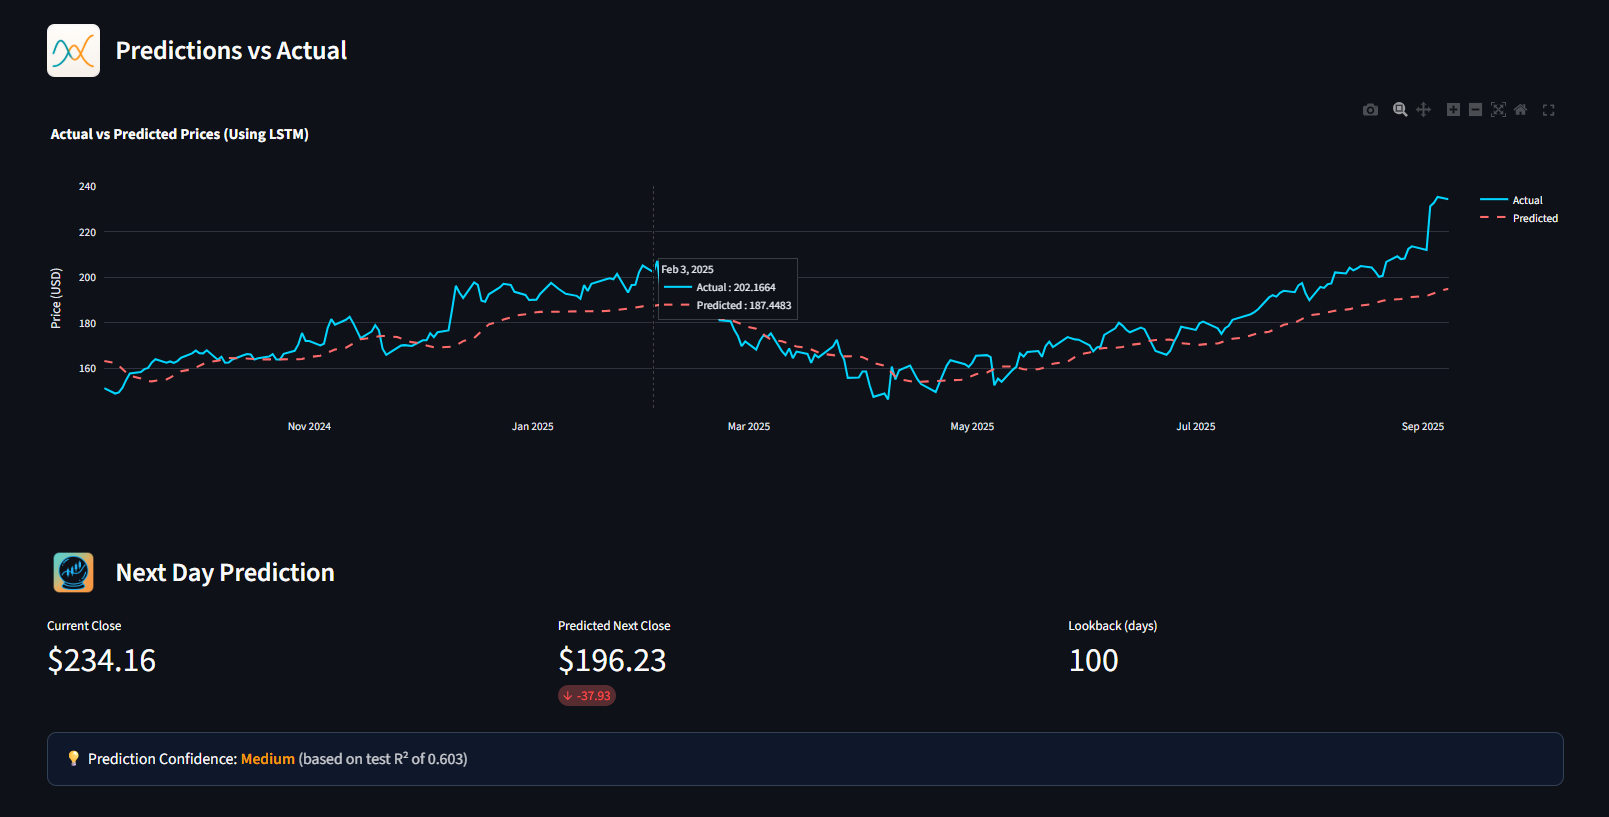 Predictions vs Actual
Actual vs Predicted Prices (Using LSTM)
240
220
200
180
160
Price (USD)
Feb 3, 2025
Actual : 202.1664
Predicted : 187.4483
Actual
Predicted
Nov 2024
Jan 2025
Mar 2025
May 2025
Jul 2025
Sep 2025
Next Day Prediction
Current Close
$234.16
Predicted Next Close
$196.23
↓ -37.93
Lookback (days)
100
💡 Prediction Confidence: Medium (based on test R² of 0.603)